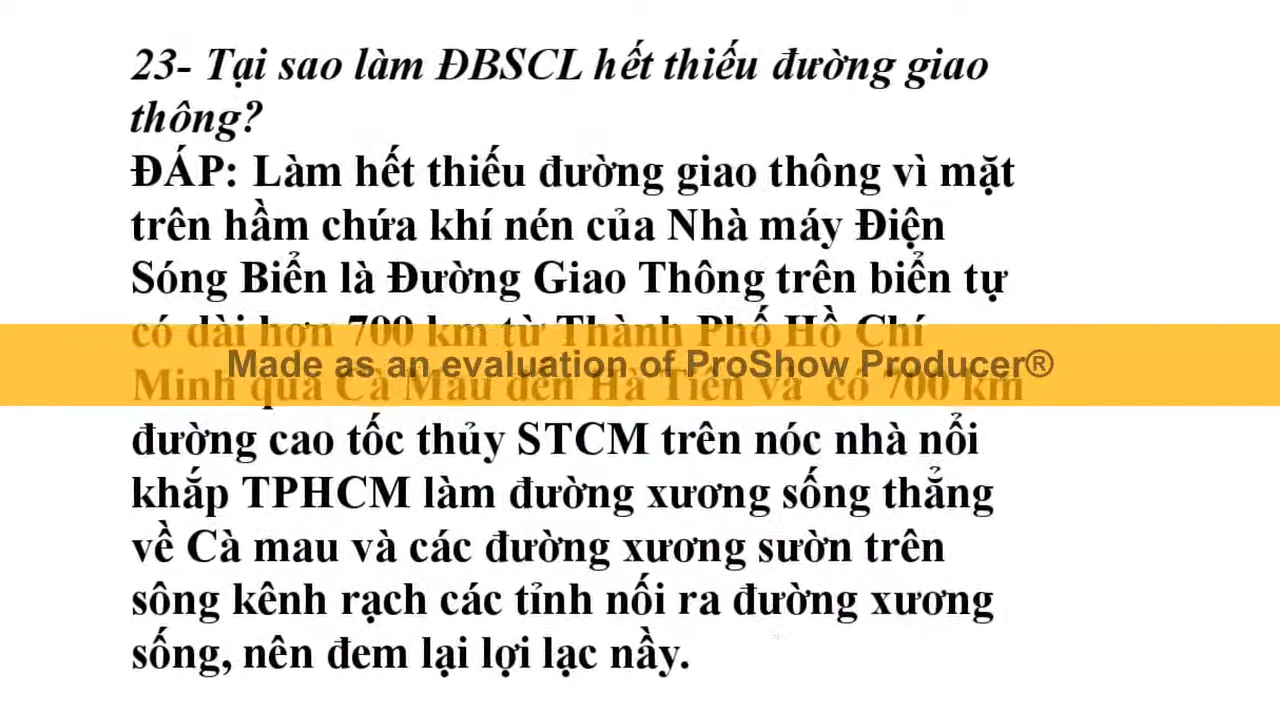 23- Tại sao làm ĐBSCL hết thiếu đường giao
thông?
ĐÁP: Làm hết thiếu đường giao thông vì mặt
trên hầm chứa khí nén của Nhà máy Điện
Sóng Biển là Đường Giao Thông trên biển tự
có dài hơn 700 km từ Thành Phố Hồ Chí
Made as an evaluation of ProShow Producer®
Minh qua Cà Mau đến Hà Tiên và có 700 km
đường cao tốc thủy STCM trên nóc nhà nổi
khắp TPHCM làm đường xương sống thẳng
về Cà mau và các đường xương sườn trên
sông kênh rạch các tỉnh nối ra đường xương
sống, nên đem lại lợi lạc nầy.